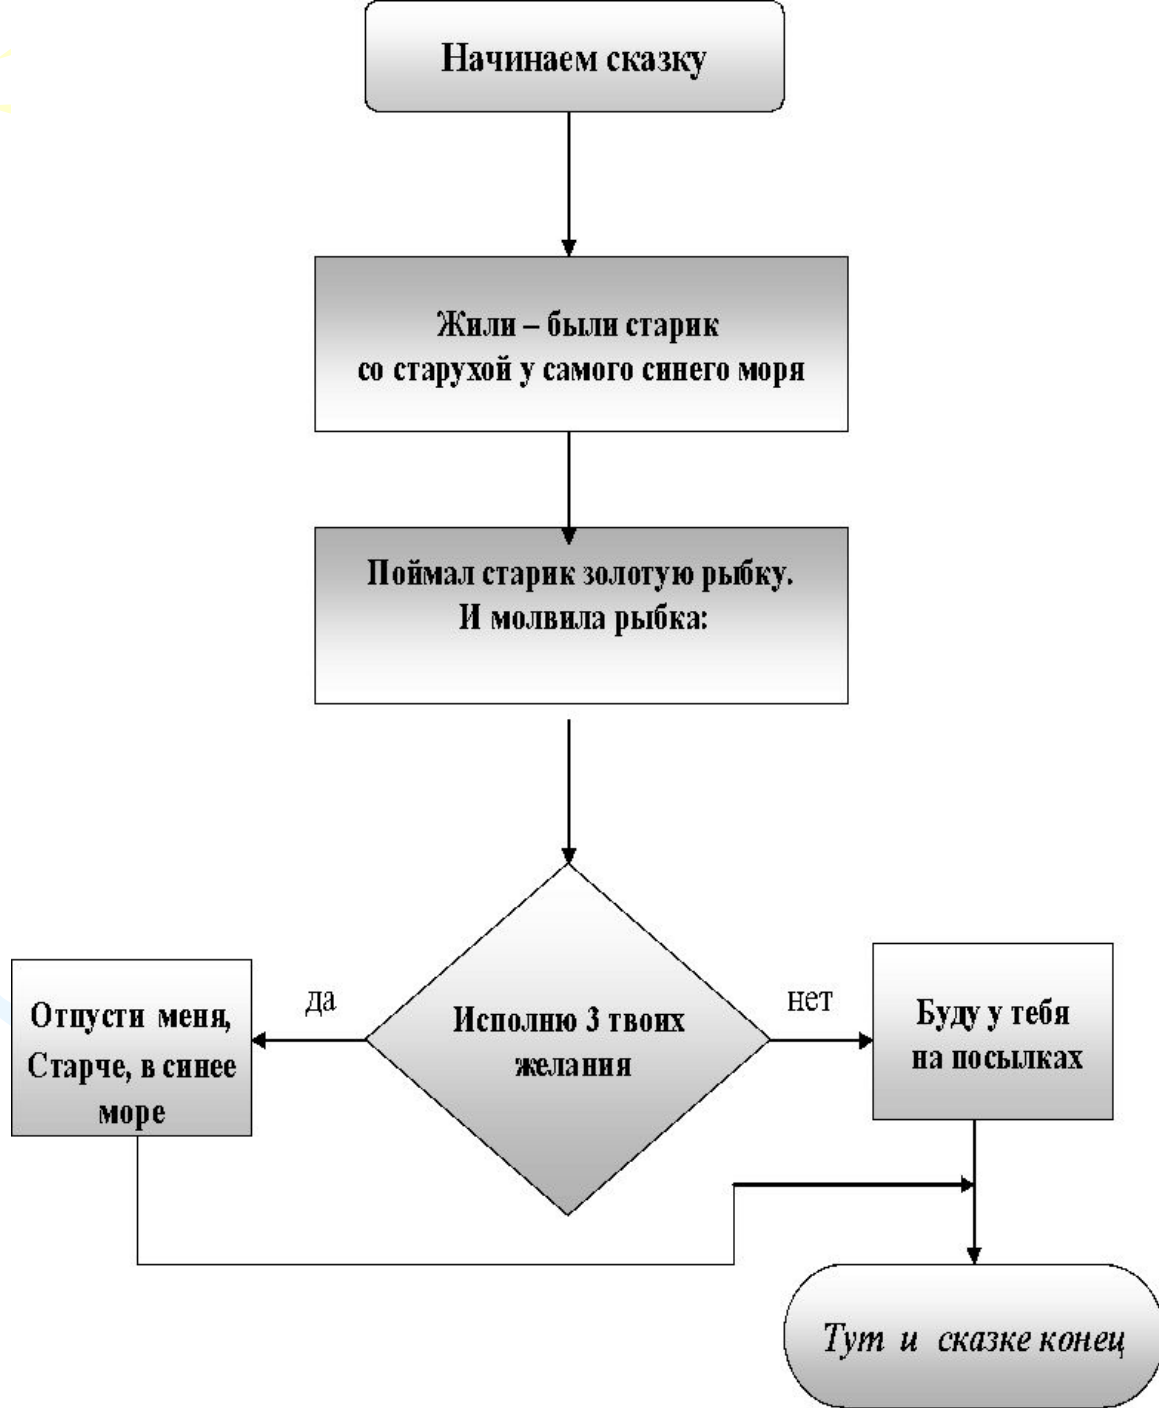 Начинаем сказку
Жили – были старик
со старухой у самого синего моря
Поймал старик золотую рыбку.
И молвила рыбка:
Исполню 3 твоих
желания
да
Отпусти меня,
Старче, в синее
море
нет
Буду у тебя
на посылках
Тут и сказке конец